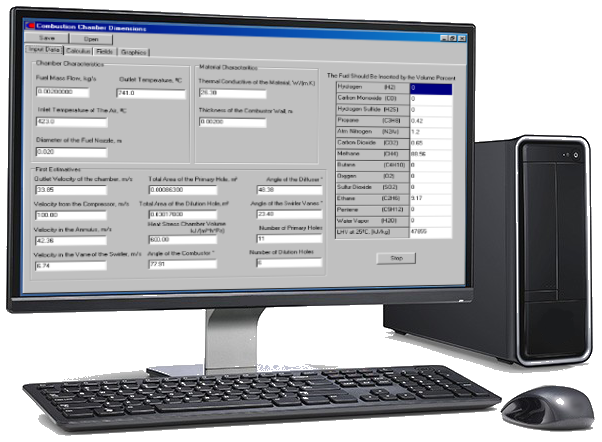 Combustion Chamber Dimensions
Save Open
Input Data Calculus Fields Graphics
Chamber Characteristics
Fuel Mass Flow, kg/s
0.00200000
Outlet Temperature, ºC
741.0
Inlet Temperature of The Air, ºC
423.0
Diameter of the Fuel Nozzle, m
0.020
Material Characteristics
Thermal Conductive of the Material, W/(m.K)
26.30
Thickness of the Combustor Wall, m
0.00200
The Fuel Should Be Inserted by the Volume Percent
Hydrogen (H2) 0
Carbon Monoxide (CO) 0
Hydrogen Sulfide (H2S) 0
Propane (C3H8) 0.42
Atm Nitrogen (N2Ar) 1.2
Carbon Dioxide (CO2) 0.65
Methane (CH4) 88.56
Butane (C4H10) 0
Oxygen (O2) 0
Sulfur Dioxide (SO2) 0
Ethane (C2H6) 9.17
Pentene (C5H12) 0
Water Vapor (H2O) 0
LHV at 25ºC, (kJ/kg) 47855
Stop
First Estimatives
Outlet Velocity of the chamber, m/s
33.85
Total Area of the Primary Hole, m²
0.00086300
Angle of the Diffuser °
48.38
Velocity from the Compressor, m/s
100.00
Total Area of the Dilution Hole, m²
0.03017800
Angle of the Swirler Vanes °
23.40
Velocity in the Annulus, m/s
42.36
Heat Stress Chamber Volume
600.00
Number of Primary Holes
11
Velocity in the Vane of the Swirler, m/s
6.74
Angle of the Combustor °
77.91
Number of Dilution Holes
6